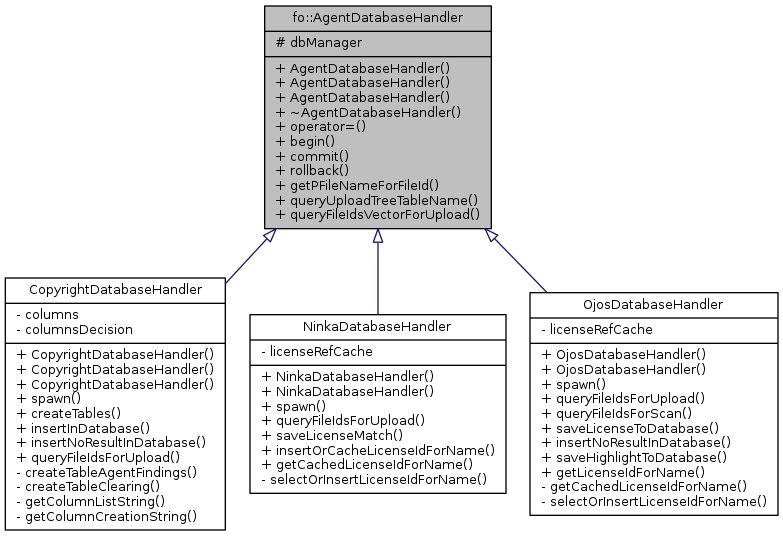 fo::AgentDatabaseHandler
# dbManager
+ AgentDatabaseHandler()
+ AgentDatabaseHandler()
+ AgentDatabaseHandler()
+ ~AgentDatabaseHandler()
+ operator=()
+ begin()
+ commit()
+ rollback()
+ getPFileNameForFileId()
+ queryUploadTreeTableName()
+ queryFileIdsVectorForUpload()
CopyrightDatabaseHandler
- columns
- columnsDecision
+ CopyrightDatabaseHandler()
+ CopyrightDatabaseHandler()
+ CopyrightDatabaseHandler()
+ spawn()
+ createTables()
+ insertInDatabase()
+ insertNoResultInDatabase()
+ queryFileIdsForUpload()
- createTableAgentFindings()
- createTableClearing()
- getColumnListString()
- getColumnCreationString()
NinkaDatabaseHandler
- licenseRefCache
+ NinkaDatabaseHandler()
+ NinkaDatabaseHandler()
+ spawn()
+ queryFileIdsForUpload()
+ saveLicenseMatch()
+ insertOrCacheLicenseIdForName()
+ getCachedLicenseIdForName()
- selectOrInsertLicenseIdForName()
OjosDatabaseHandler
- licenseRefCache
+ OjosDatabaseHandler()
+ OjosDatabaseHandler()
+ spawn()
+ queryFileIdsForUpload()
+ queryFileIdsForScan()
+ saveLicenseToDatabase()
+ insertNoResultInDatabase()
+ saveHighlightToDatabase()
+ getLicenseIdForName()
- getCachedLicenseIdForName()
- selectOrInsertLicenseIdForName()